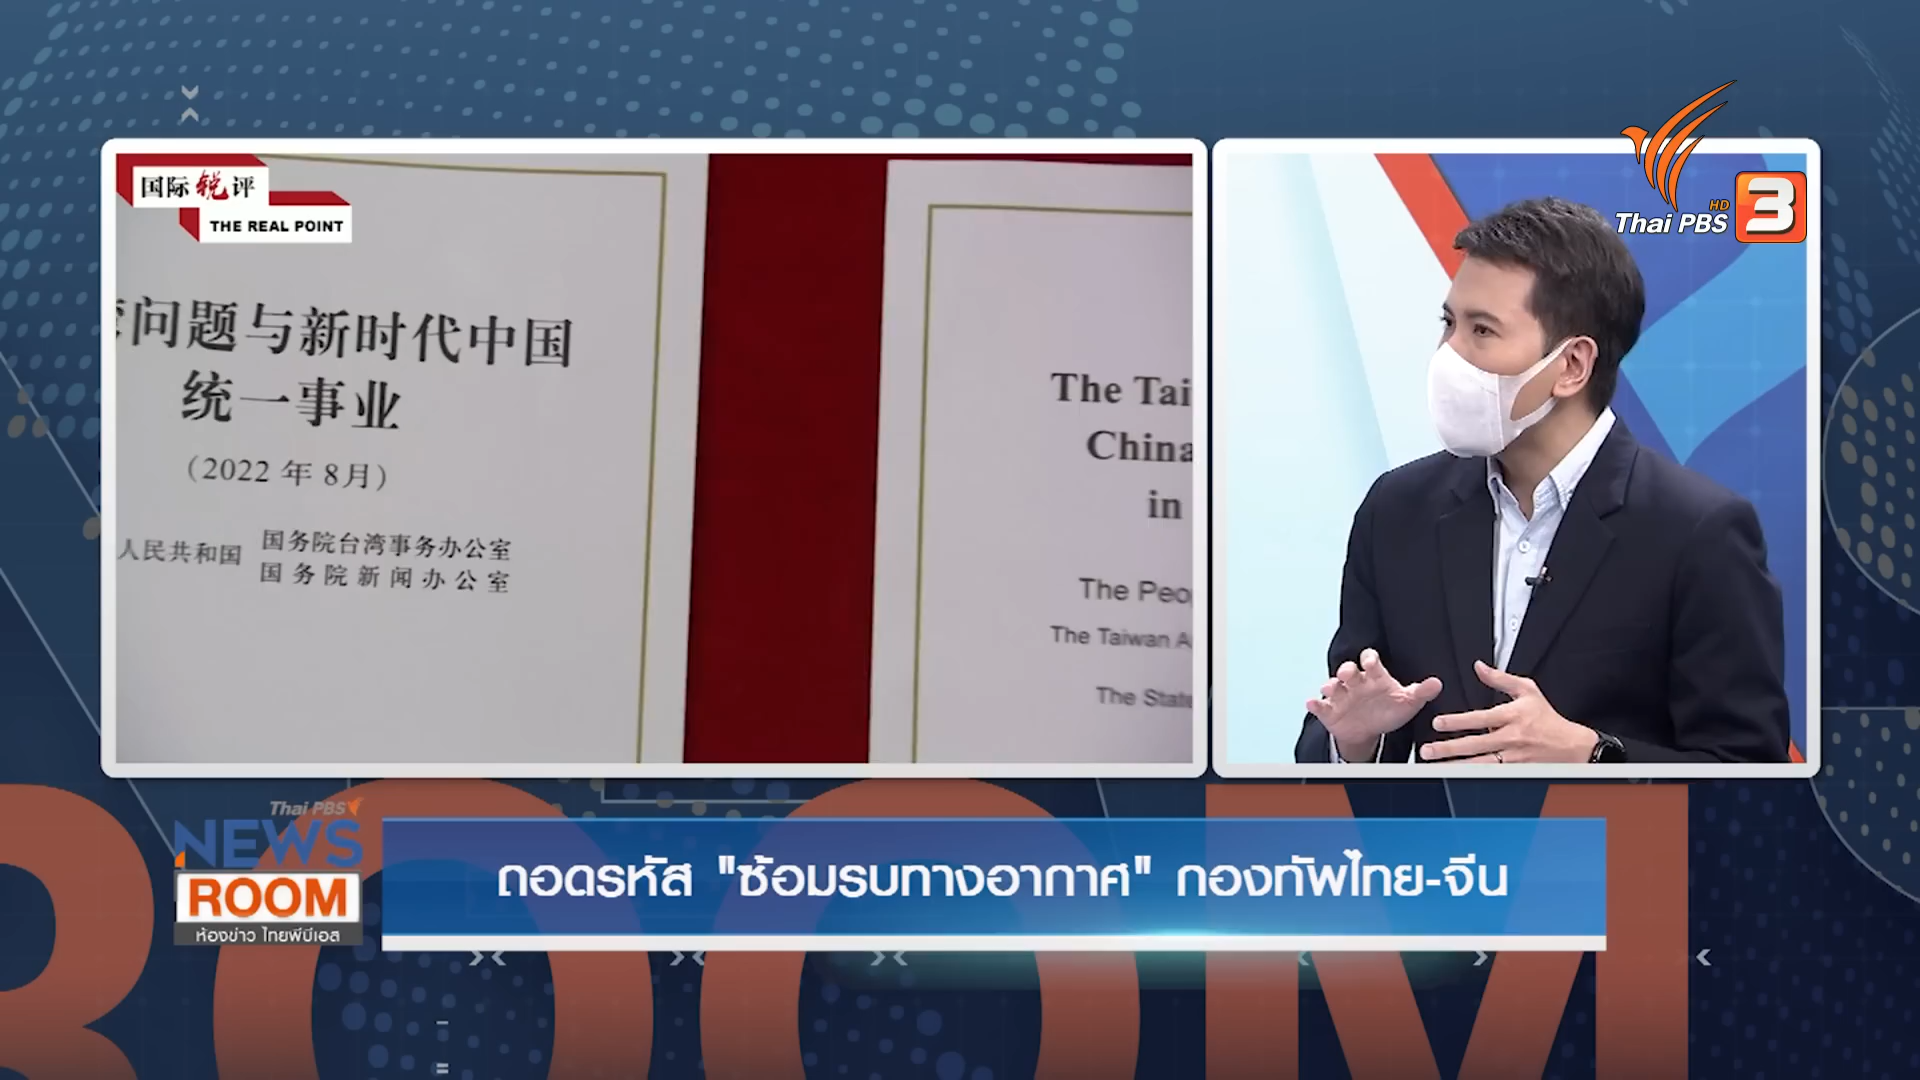 Thai PBS
HD
3
国际锐评
THE REAL POINT
问题与新时代中国
统一事业
（2022 年 8月）
人民共和国
国务院台湾事务办公室
国务院新闻办公室
The Tai
China
in
The Peo
The Taiwan A
The State
Thai PBS
NEWS
ROOM
ห้องข่าว ไทยพีบีเอส
ถอดรหัส "ซ้อมรบทางอากาศ" กองทัพไทย-จีน
ROOM